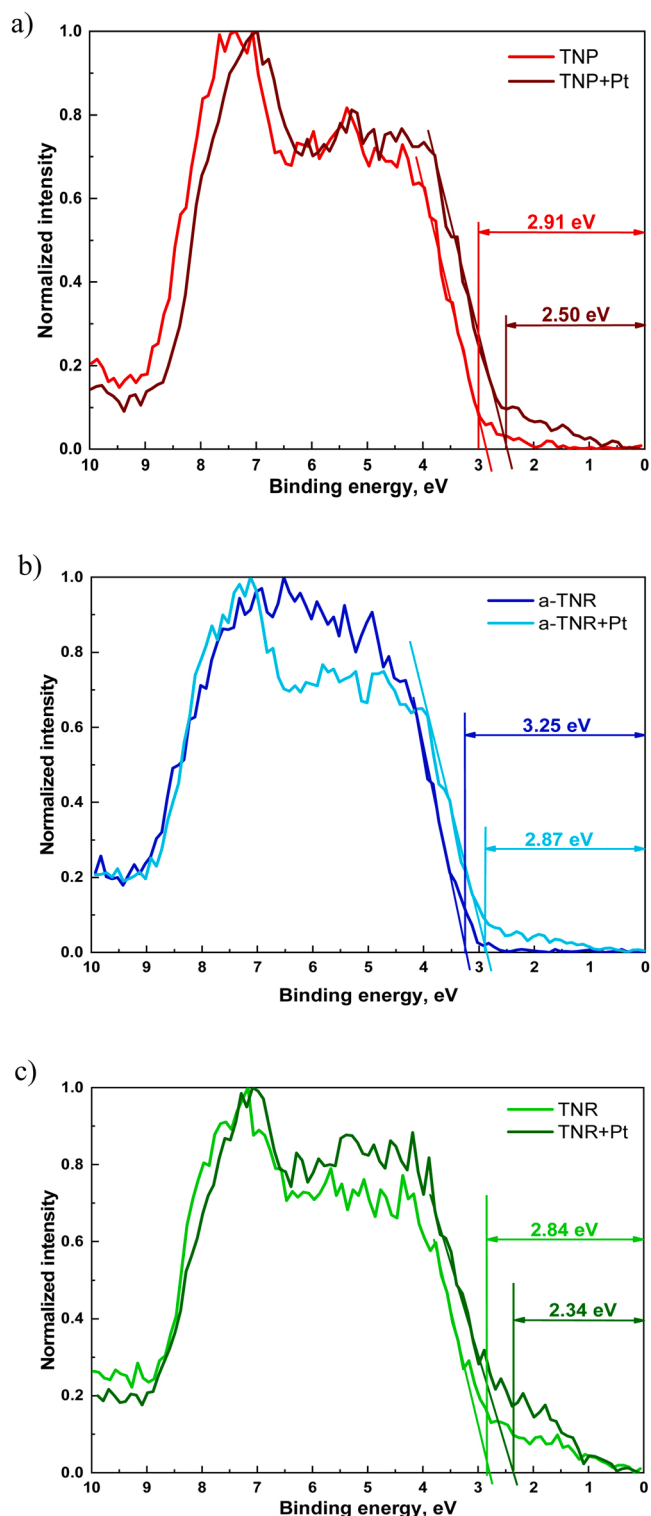 a)
1.0
TNP
TNP+Pt
0.8
0.6
2.91 eV
0.4
2.50 eV
0.2
0.0
Normalized intensity
10 9 8 7 6 5 4 3 2 1 0
Binding energy, eV
b)
1.0
a-TNR
a-TNR+Pt
0.8
0.6
3.25 eV
0.4
2.87 eV
0.2
0.0
Normalized intensity
10 9 8 7 6 5 4 3 2 1 0
Binding energy, eV
c)
1.0
TNR
TNR+Pt
0.8
0.6
2.84 eV
0.4
2.34 eV
0.2
0.0
Normalized intensity
10 9 8 7 6 5 4 3 2 1 0
Binding energy, eV